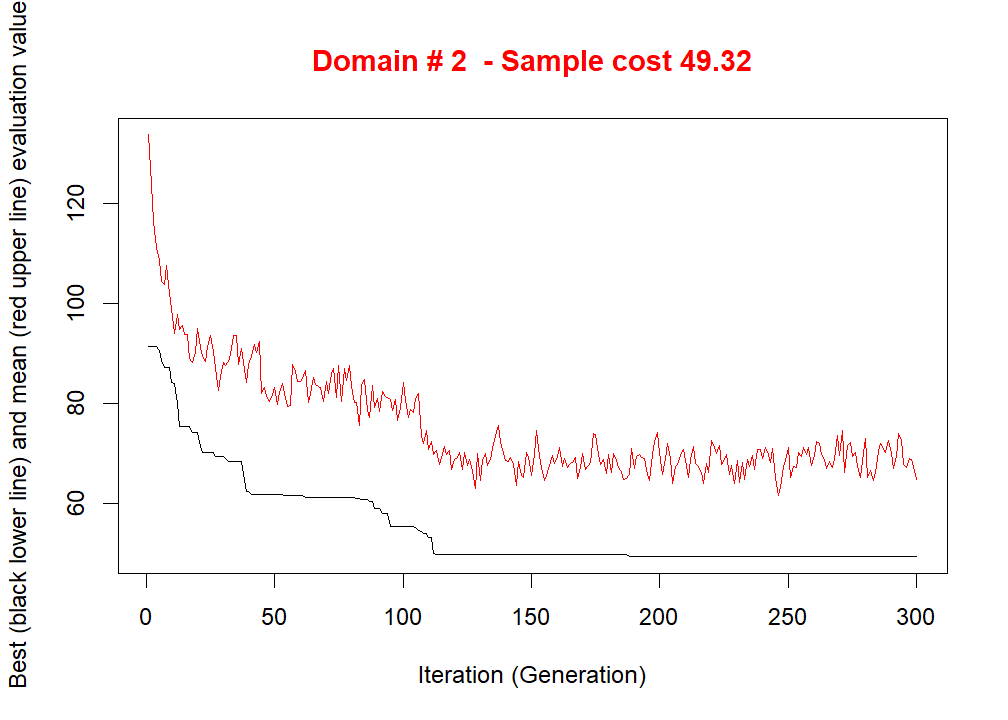 Domain # 2  - Sample cost 49.32
Best (black lower line) and mean (red upper line) evaluation value
120
100
80
60
0 50 100 150 200 250 300
Iteration (Generation)